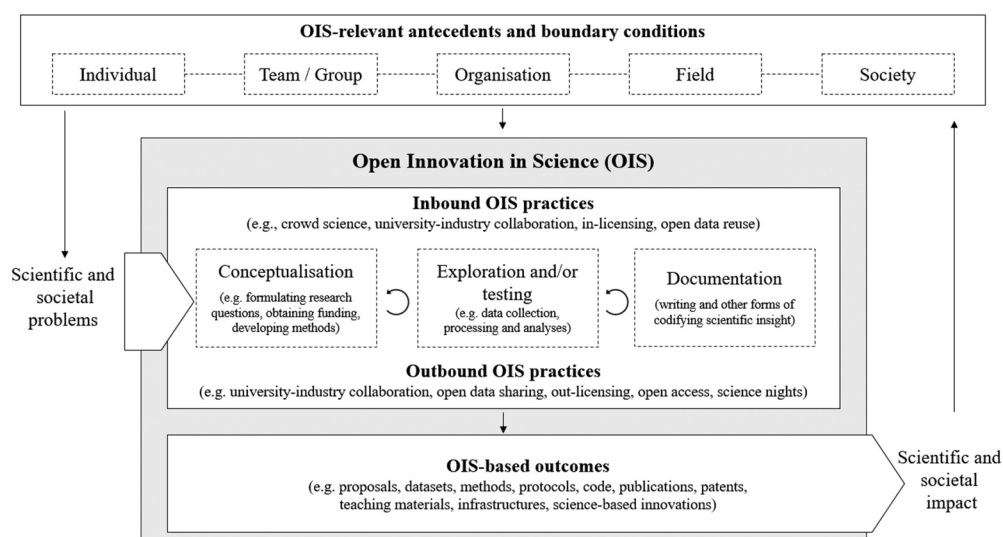 OIS-relevant antecedents and boundary conditions
Individual
Team / Group
Organisation
Field
Society
Open Innovation in Science (OIS)
Inbound OIS practices
(e.g., crowd science, university-industry collaboration, in-licensing, open data reuse)
Scientific and
societal
problems
Conceptualisation
(e.g. formulating research
questions, obtaining funding,
developing methods)
Exploration and/or
testing
(e.g. data collection,
processing and analyses)
Documentation
(writing and other forms of
codifying scientific insight)
Outbound OIS practices
(e.g. university-industry collaboration, open data sharing, out-licensing, open access, science nights)
OIS-based outcomes
(e.g. proposals, datasets, methods, protocols, code, publications, patents,
teaching materials, infrastructures, science-based innovations)
Scientific and
societal
impact